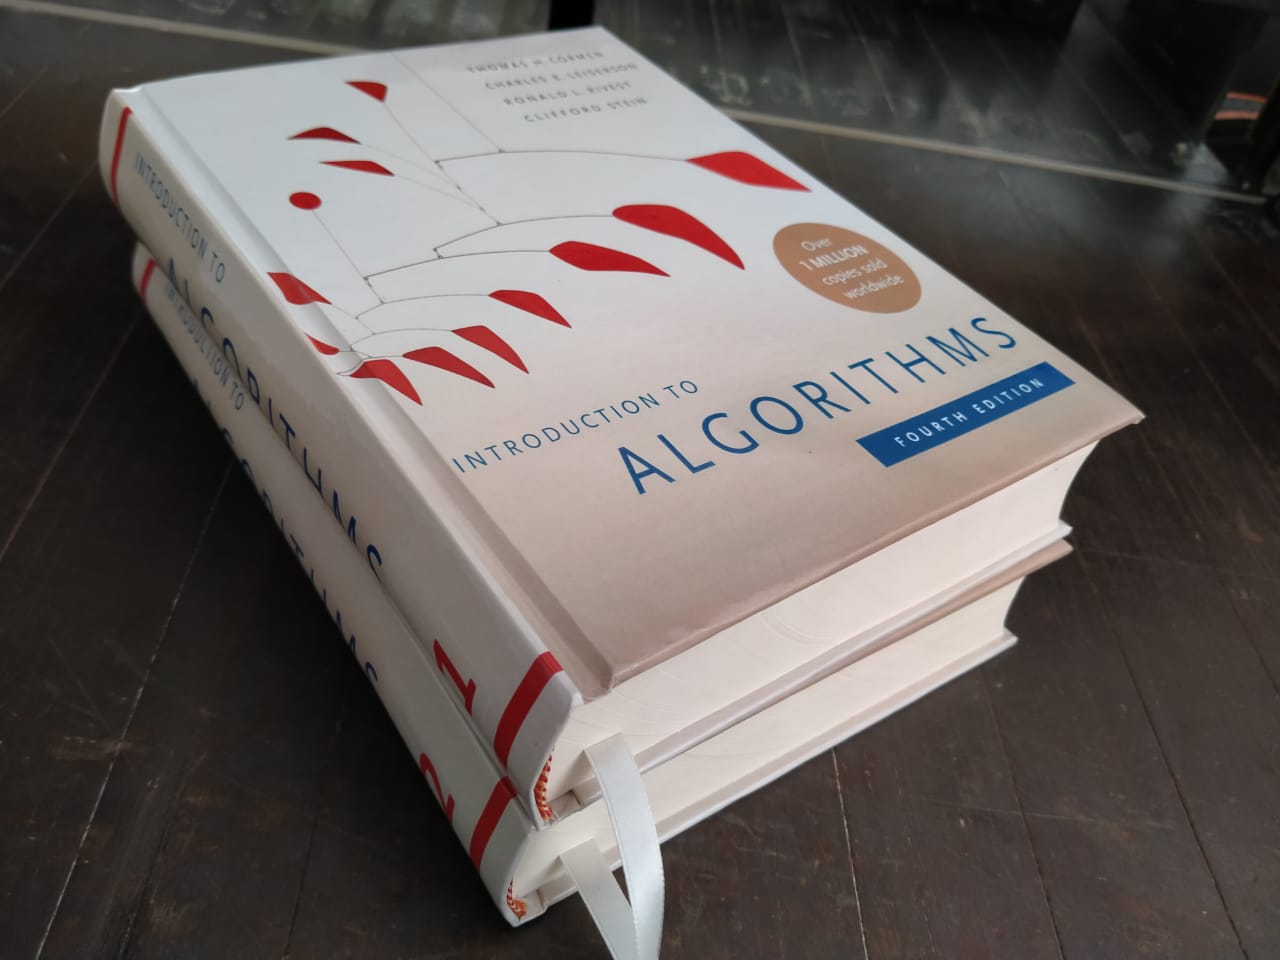 THOMAS H. CORMEN
CHARLES E. LEISERSON
RONALD L. RIVEST
CLIFFORD STEIN
Over
1 MILLION
copies sold
worldwide
INTRODUCTION TO
ALGORITHMS
FOURTH EDITION
INTRODUCTION TO
ALGORITHMS
1
INTRODUCTION TO
ALGORITHMS
2